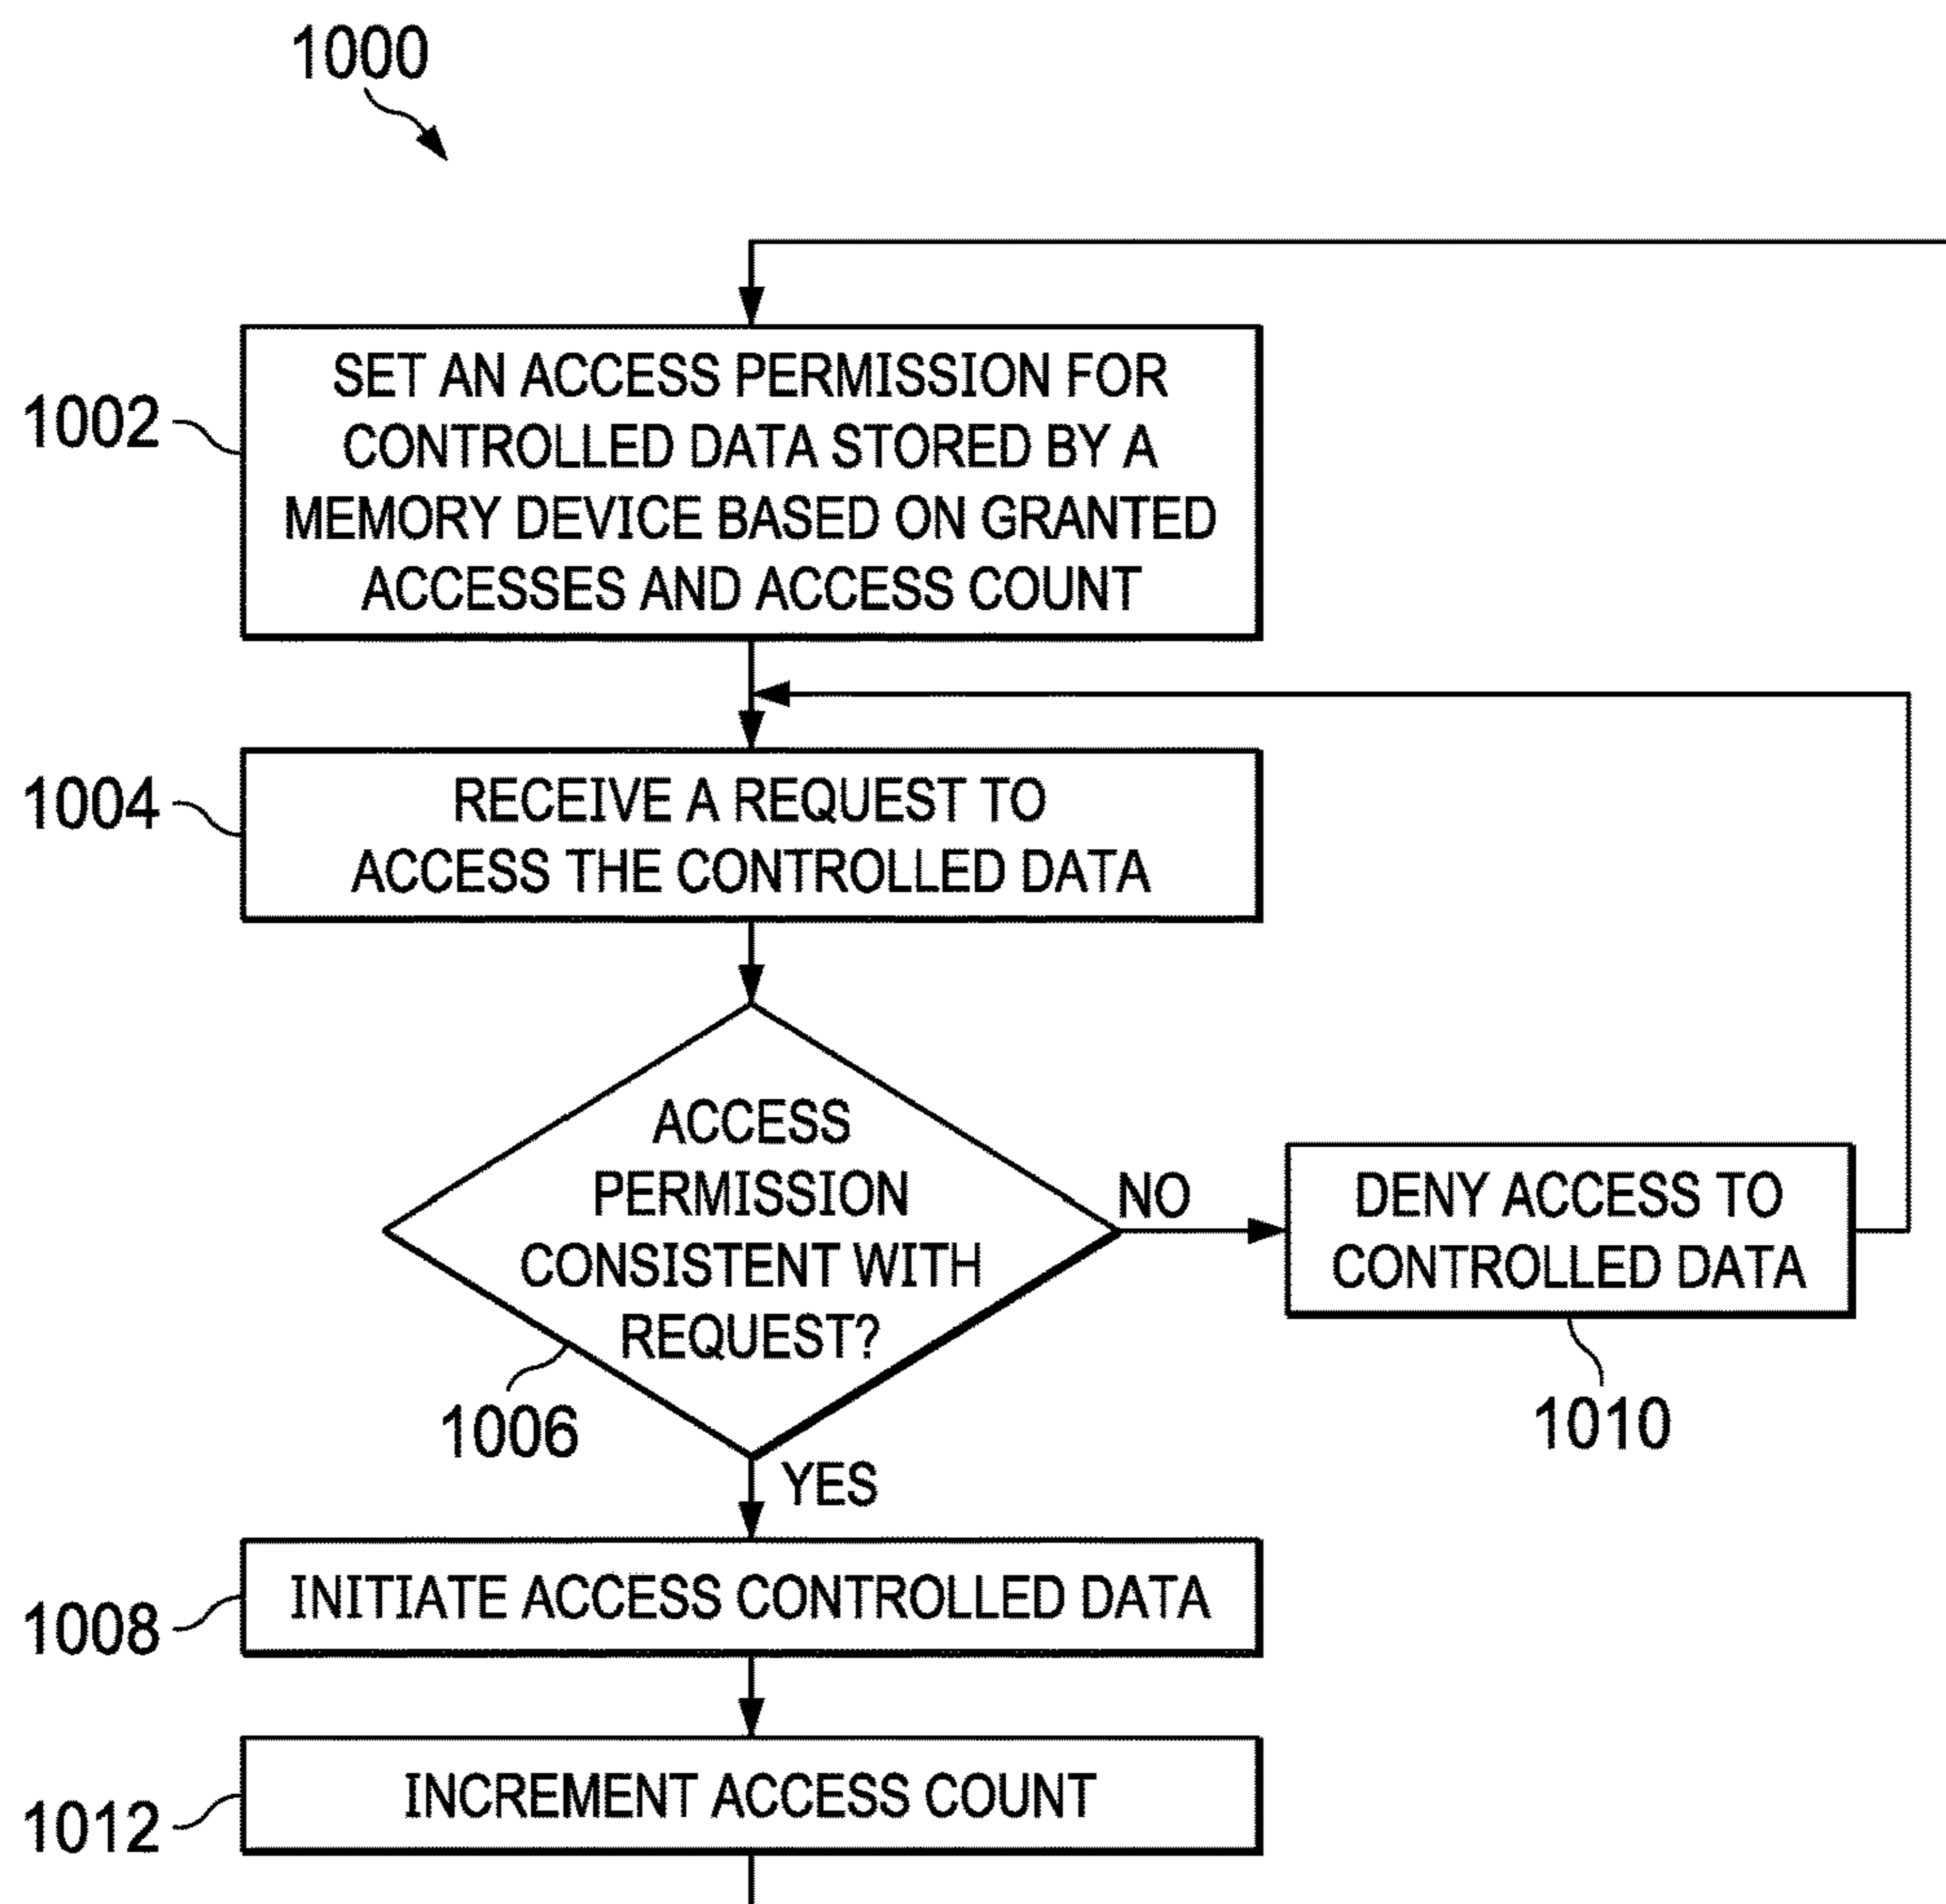 1000
1002
SET AN ACCESS PERMISSION FOR
CONTROLLED DATA STORED BY A
MEMORY DEVICE BASED ON GRANTED
ACCESSES AND ACCESS COUNT
1004
RECEIVE A REQUEST TO
ACCESS THE CONTROLLED DATA
ACCESS
PERMISSION
CONSISTENT WITH
REQUEST?
1006
NO
DENY ACCESS TO
CONTROLLED DATA
1010
YES
1008
INITIATE ACCESS CONTROLLED DATA
1012
INCREMENT ACCESS COUNT